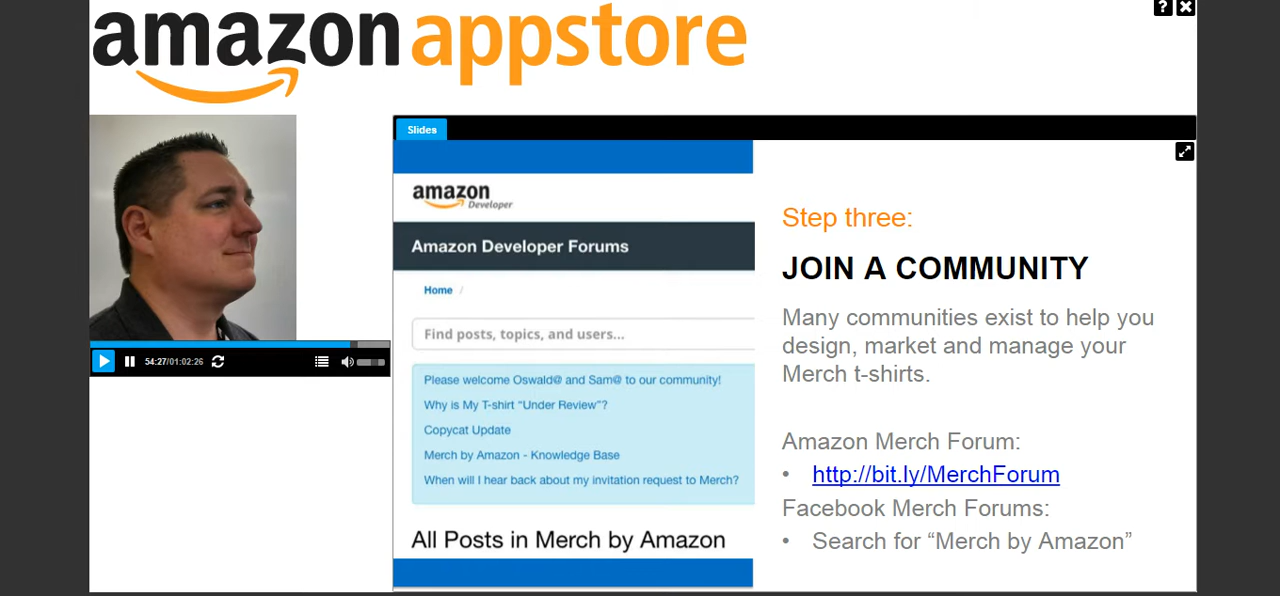 amazon appstore
? ×
Slides
amazon
Developer
Amazon Developer Forums
Home /
Find posts, topics, and users...
Please welcome Oswald@ and Sam@ to our community!
Why is My T-shirt "Under Review"?
Copycat Update
Merch by Amazon - Knowledge Base
When will I hear back about my invitation request to Merch?
All Posts in Merch by Amazon
Step three:
JOIN A COMMUNITY
Many communities exist to help you
design, market and manage your
Merch t-shirts.
Amazon Merch Forum:
• http://bit.ly/MerchForum
Facebook Merch Forums:
• Search for “Merch by Amazon”
54:27/01:02:26